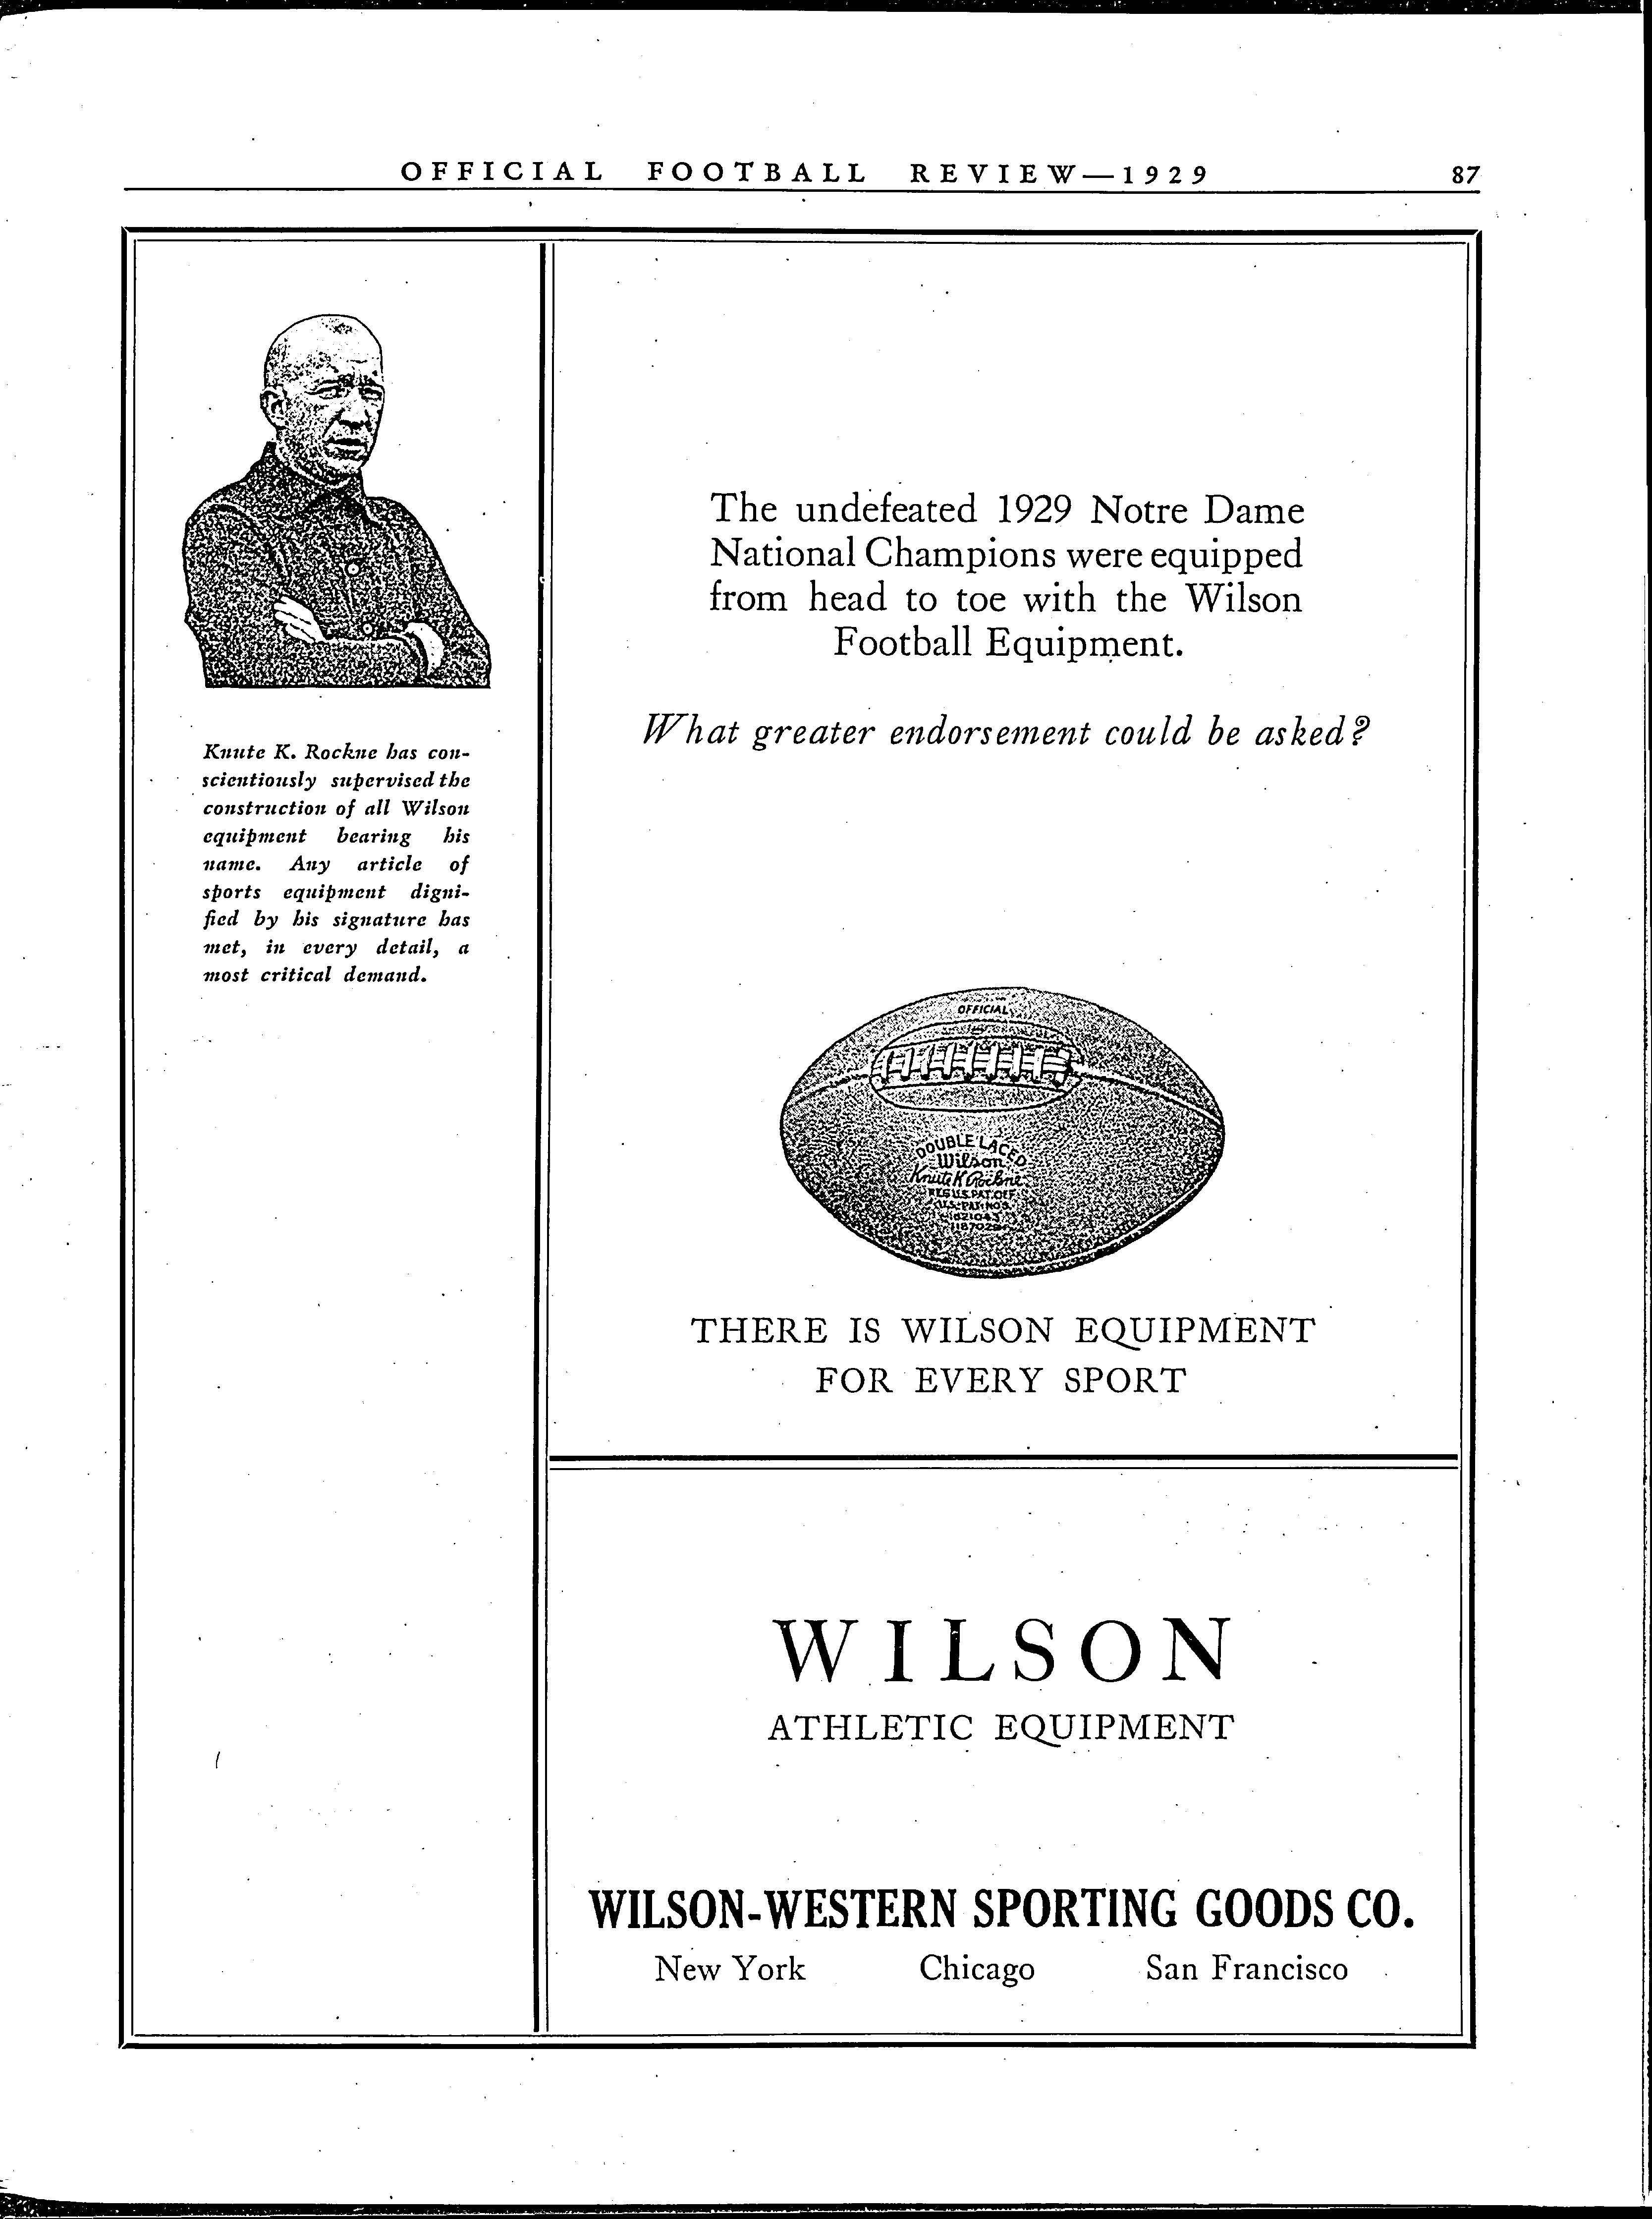 OFFICIAL FOOTBALL REVIEW—1929 87
Knute K. Rockne has con-
scientiously supervised the
construction of all Wilson
equipment bearing his
name. Any article of
sports equipment digni-
fied by his signature has
met, in every detail, a
most critical demand.
The undefeated 1929 Notre Dame
National Champions were equipped
from head to toe with the Wilson
Football Equipment.
What greater endorsement could be asked?
OFFICIAL
DOUBLE LACED
Wilson
Knute K Rockne
REG U.S. PAT. OFF.
U.S. PAT. NOS.
THERE IS WILSON EQUIPMENT
FOR EVERY SPORT
WILSON
ATHLETIC EQUIPMENT
WILSON-WESTERN SPORTING GOODS CO.
New York Chicago San Francisco